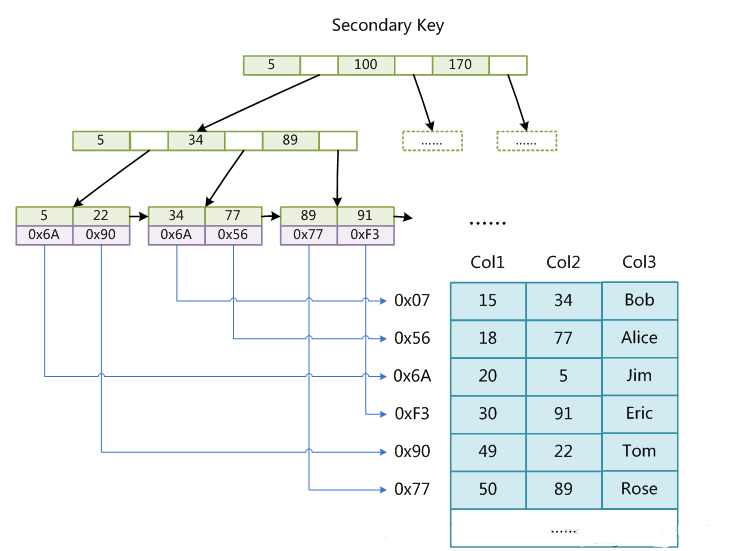 Secondary Key
5 100 170
5 34 89 ...... ......
5 22 34 77 89 91
0x6A 0x90 0x6A 0x56 0x77 0xF3
......
Col1 Col2 Col3
0x07 15 34 Bob
0x56 18 77 Alice
0x6A 20 5 Jim
0xF3 30 91 Eric
0x90 49 22 Tom
0x77 50 89 Rose
......